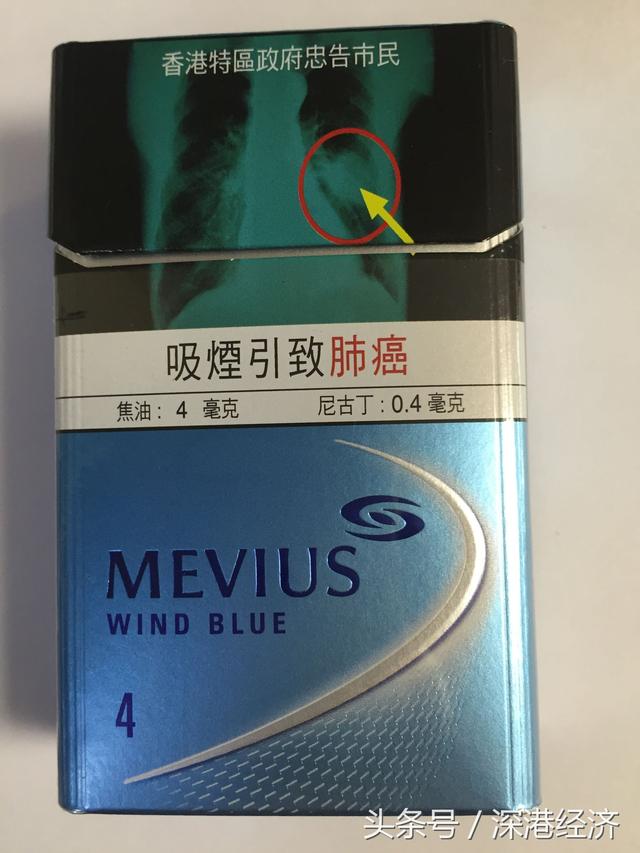 香港特區政府忠告市民
吸煙引致肺癌
焦油：4 毫克 尼古丁：0.4 毫克
MEVIUS
WIND BLUE
4
头条号 / 深港经济